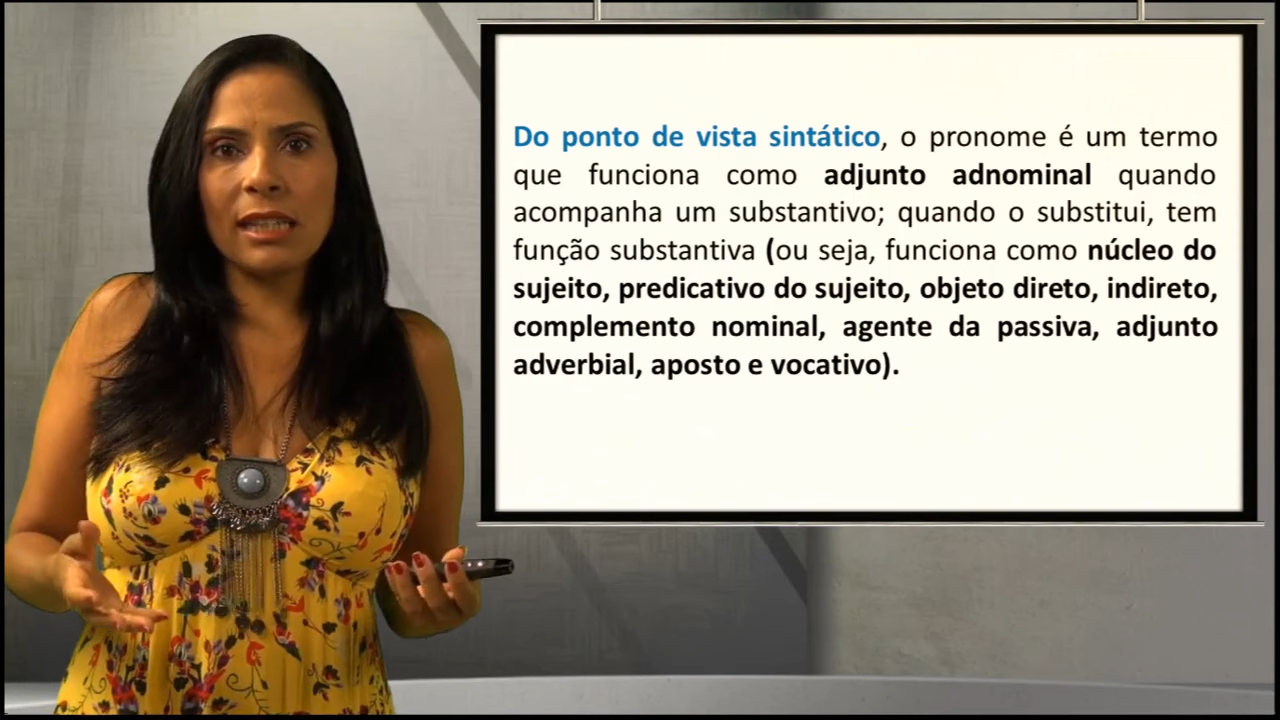 Do ponto de vista sintático, o pronome é um termo
que funciona como adjunto adnominal quando
acompanha um substantivo; quando o substitui, tem
função substantiva (ou seja, funciona como núcleo do
sujeito, predicativo do sujeito, objeto direto, indireto,
complemento nominal, agente da passiva, adjunto
adverbial, aposto e vocativo).